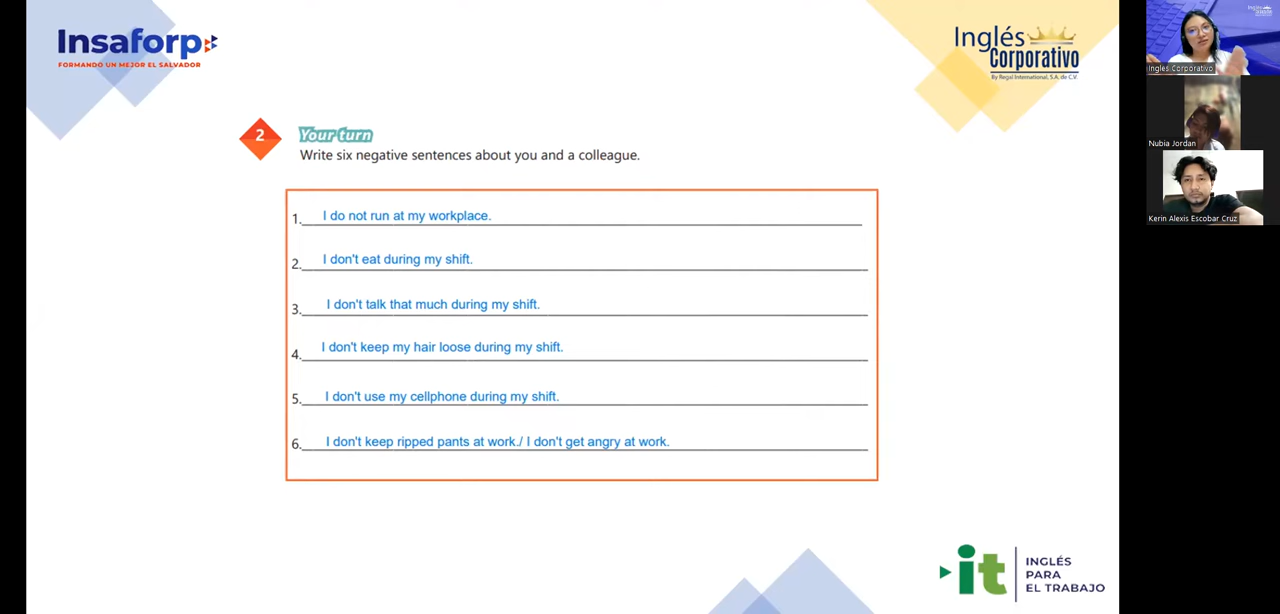 Insaforp
FORMANDO UN MEJOR EL SALVADOR
Inglés
Corporativo
By Regal International, S.A. de C.V.
2
Your turn
Write six negative sentences about you and a colleague.
1. I do not run at my workplace.
2. I don't eat during my shift.
3. I don't talk that much during my shift.
4. I don't keep my hair loose during my shift.
5. I don't use my cellphone during my shift.
6. I don't keep ripped pants at work./ I don't get angry at work.
it
INGLÉS
PARA
EL TRABAJO
Ingles Corporativo
Nubia Jordan
Kerin Alexis Escobar Cruz